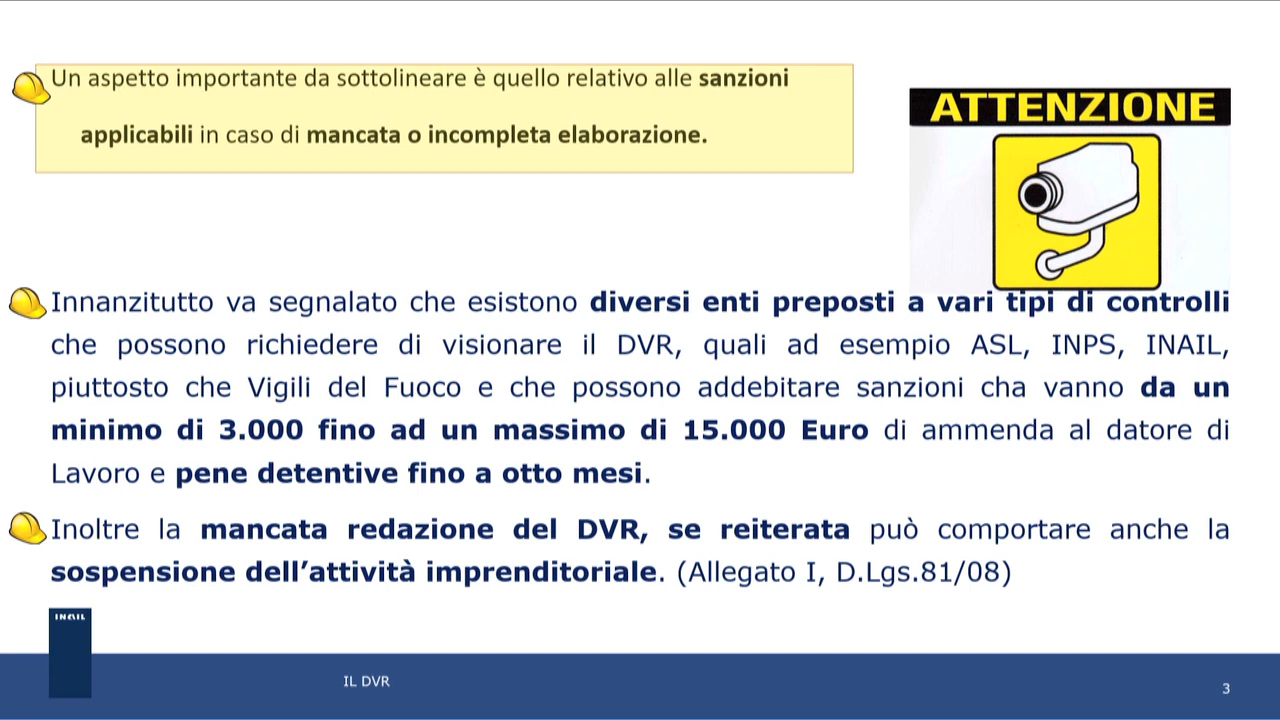 Un aspetto importante da sottolineare è quello relativo alle sanzioni
applicabili in caso di mancata o incompleta elaborazione.
ATTENZIONE
Innanzitutto va segnalato che esistono diversi enti preposti a vari tipi di controlli
che possono richiedere di visionare il DVR, quali ad esempio ASL, INPS, INAIL,
piuttosto che Vigili del Fuoco e che possono addebitare sanzioni cha vanno da un
minimo di 3.000 fino ad un massimo di 15.000 Euro di ammenda al datore di
Lavoro e pene detentive fino a otto mesi.
Inoltre la mancata redazione del DVR, se reiterata può comportare anche la
sospensione dell’attività imprenditoriale. (Allegato I, D.Lgs.81/08)
INAIL
IL DVR
3